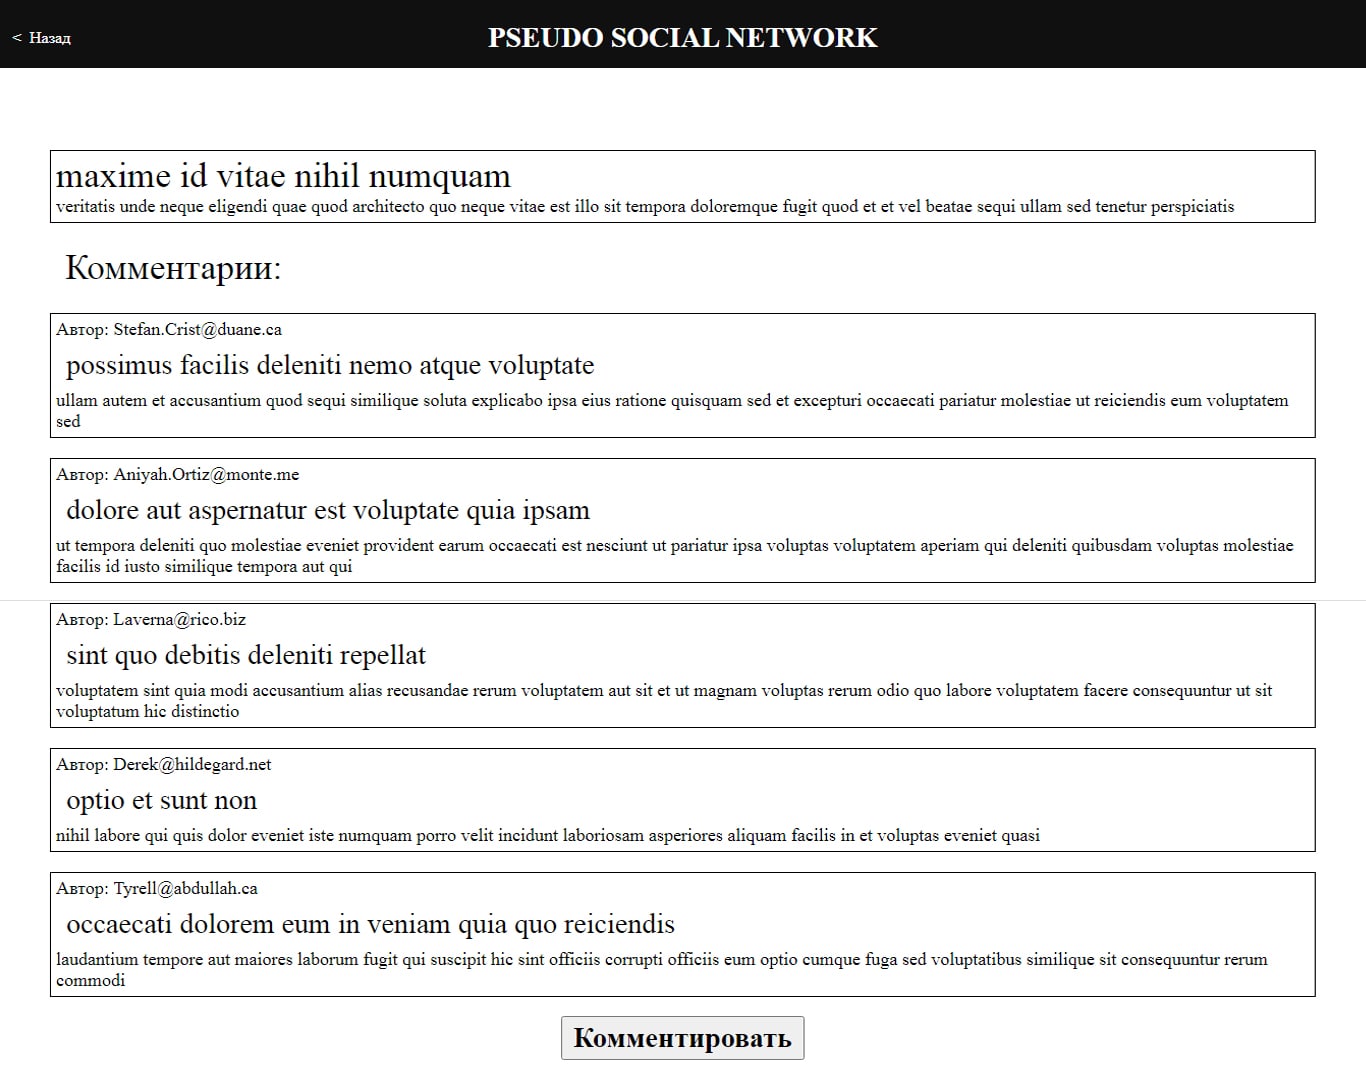 < Назад
PSEUDO SOCIAL NETWORK
maxime id vitae nihil numquam
veritatis unde neque eligendi quae quod architecto quo neque vitae est illo sit tempora doloremque fugit quod et et vel beatae sequi ullam sed tenetur perspiciatis
Комментарии:
Автор: Stefan.Crist@duane.ca
possimus facilis deleniti nemo atque voluptate
ullam autem et accusantium quod sequi similique soluta explicabo ipsa eius ratione quisquam sed et excepturi occaecati pariatur molestiae ut reiciendis eum voluptatem
sed
Автор: Aniyah.Ortiz@monte.me
dolore aut aspernatur est voluptate quia ipsam
ut tempora deleniti quo molestiae eveniet provident earum occaecati est nesciunt ut pariatur ipsa voluptas voluptatem aperiam qui deleniti quibusdam voluptas molestiae
facilis id iusto similique tempora aut qui
Автор: Laverna@rico.biz
sint quo debitis deleniti repellat
voluptatem sint quia modi accusantium alias recusandae rerum voluptatem aut sit et ut magnam voluptas rerum odio quo labore voluptatem facere consequuntur ut sit
voluptatum hic distinctio
Автор: Derek@hildegard.net
optio et sunt non
nihil labore qui quis dolor eveniet iste numquam porro velit incidunt laboriosam asperiores aliquam facilis in et voluptas eveniet quasi
Автор: Tyrell@abdullah.ca
occaecati dolorem eum in veniam quia quo reiciendis
laudantium tempore aut maiores laborum fugit qui suscipit hic sint officiis corrupti officiis eum optio cumque fuga sed voluptatibus similique sit consequuntur rerum
commodi
Комментировать